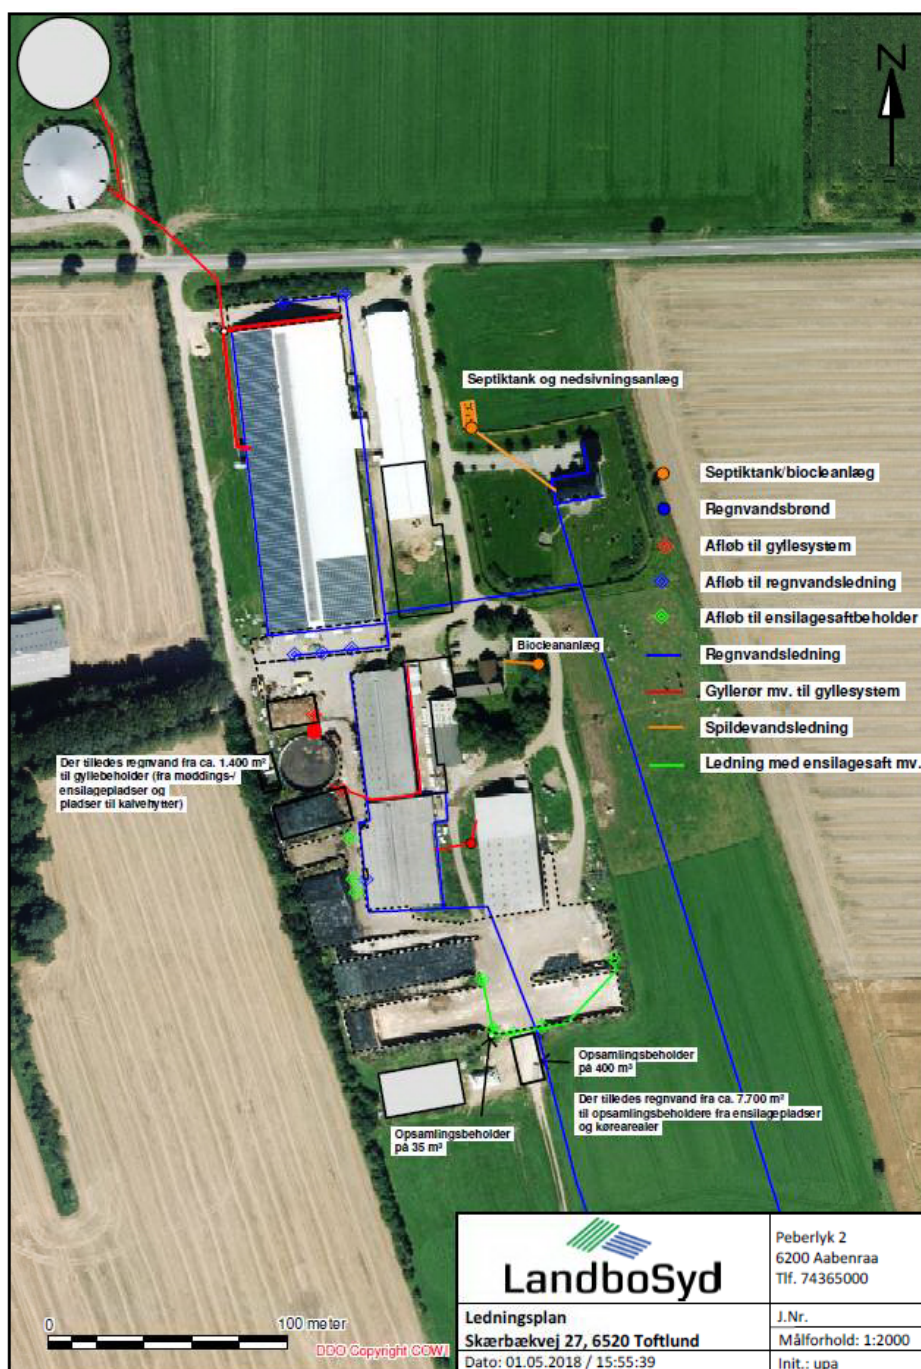 N
Septiktank og nedsivningsanlæg
Septiktank/biocleanlæg
Regnvandsbrønd
Afløb til gyllesystem
Afløb til regnvandsledning
Afløb til ensilagesaftbeholder
Regnvandsledning
Gyllerør mv. til gyllesystem
Spildevandsledning
Ledning med ensilagesaft mv.
Biocleananlæg
Der tilledes regnvand fra ca. 1.400 m²
til gyllebeholder (fra møddings-/
ensilagepladser og
pladser til kalvehytter)
Opsamlingsbeholder
på 400 m³
Der tilledes regnvand fra ca. 7.700 m²
til opsamlingsbeholdere fra ensilagepladser
og kørearealer
Opsamlingsbeholder
på 35 m³
0 100 meter
DDO Copyright COWI
LandboSyd
Peberlyk 2
6200 Aabenraa
Tlf. 74365000
Ledningsplan
Skærbækvej 27, 6520 Toftlund
Dato: 01.05.2018 / 15:55:39
J.Nr.
Målforhold: 1:2000
Init.: upa